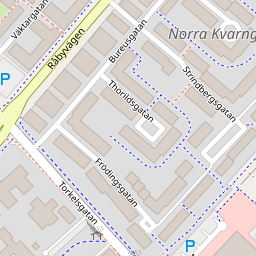 Väktargatan
Råbyvägen
Bureusgatan
Norra Kvarng
Thorildsgatan
Strindbergsgatan
P
Frödingsgatan
Torkelsgatan
P